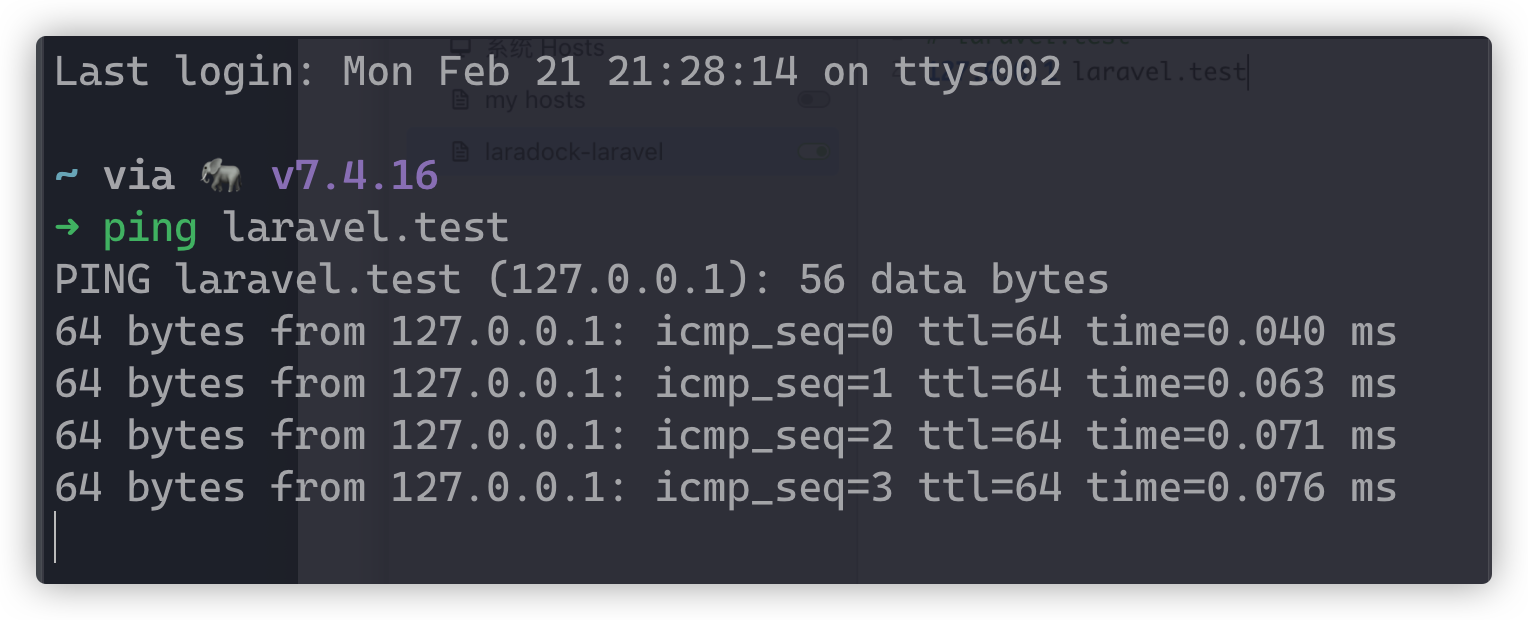 系统 Hosts
# laravel.test
Last login: Mon Feb 21 21:28:14 on ttys002
laravel.test
my hosts
laradock-laravel
~ via 🐘 v7.4.16
➜ ping laravel.test
PING laravel.test (127.0.0.1): 56 data bytes
64 bytes from 127.0.0.1: icmp_seq=0 ttl=64 time=0.040 ms
64 bytes from 127.0.0.1: icmp_seq=1 ttl=64 time=0.063 ms
64 bytes from 127.0.0.1: icmp_seq=2 ttl=64 time=0.071 ms
64 bytes from 127.0.0.1: icmp_seq=3 ttl=64 time=0.076 ms